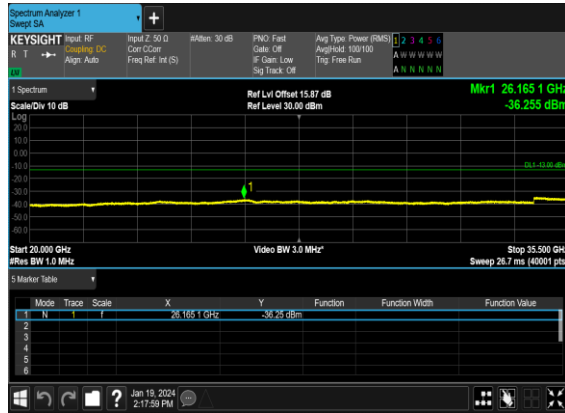 Spectrum Analyzer 1
Swept SA
+
KEYSIGHT Input: RF Input Z: 50 Ω #Atten: 30 dB PNO: Fast Avg Type: Power (RMS) 1 2 3 4 5 6
R T Coupling: DC Corr CCorr Gate: Off Avg|Hold: 100/100 A W W W W W
Align: Auto Freq Ref: Int (S) IF Gain: Low Trig: Free Run
Sig Track: Off A N N N N N
1 Spectrum Ref Lvl Offset 15.87 dB Mkr1 26.165 1 GHz
Scale/Div 10 dB Ref Level 30.00 dBm -36.255 dBm
Log
20.0
10.0
0.00
-10.0
DL1 -13.00 dBm
-20.0
1
-30.0
-40.0
-50.0
-60.0
Start 20.000 GHz Video BW 3.0 MHz* Stop 35.500 GHz
#Res BW 1.0 MHz Sweep 26.7 ms (40001 pts)
5 Marker Table
Mode Trace Scale X Y Function Function Width Function Value
1 N 1 f 26.165 1 GHz -36.25 dBm
2
3
4
5
6
? Jan 19, 2024
2:17:59 PM